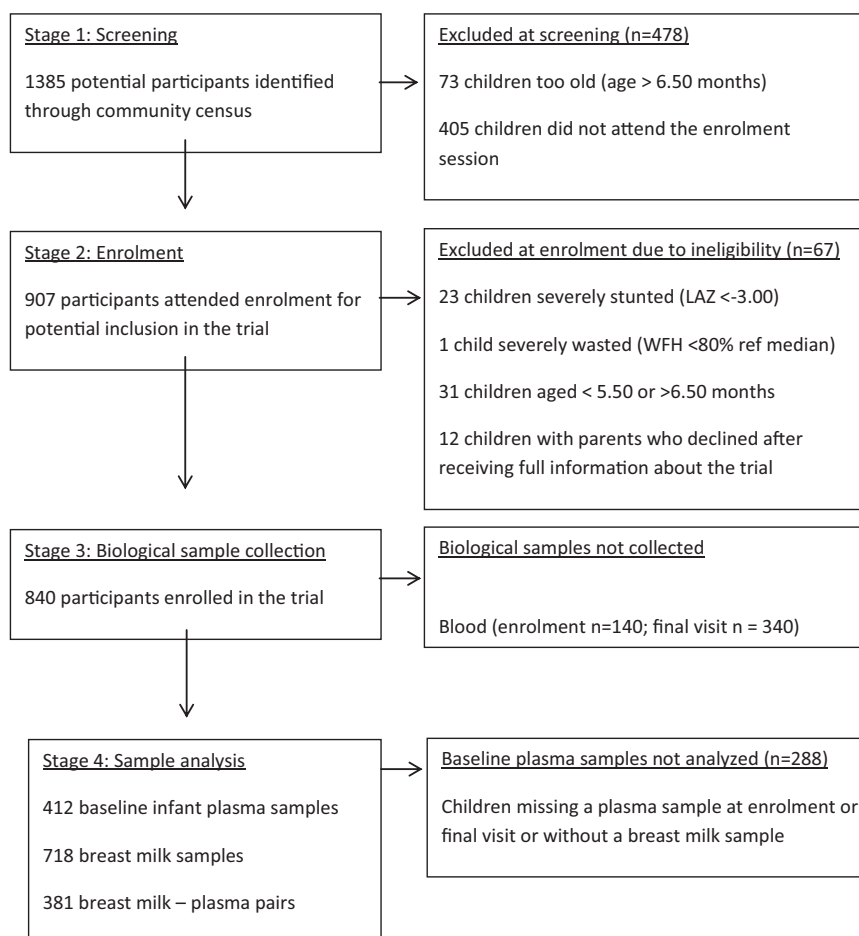 Stage 1: Screening
1385 potential participants identified
through community census
Excluded at screening (n=478)
73 children too old (age > 6.50 months)
405 children did not attend the enrolment
session
Stage 2: Enrolment
907 participants attended enrolment for
potential inclusion in the trial
Excluded at enrolment due to ineligibility (n=67)
23 children severely stunted (LAZ <-3.00)
1 child severely wasted (WFH <80% ref median)
31 children aged < 5.50 or >6.50 months
12 children with parents who declined after
receiving full information about the trial
Stage 3: Biological sample collection
840 participants enrolled in the trial
Biological samples not collected
Blood (enrolment n=140; final visit n = 340)
Stage 4: Sample analysis
412 baseline infant plasma samples
718 breast milk samples
381 breast milk – plasma pairs
Baseline plasma samples not analyzed (n=288)
Children missing a plasma sample at enrolment or
final visit or without a breast milk sample